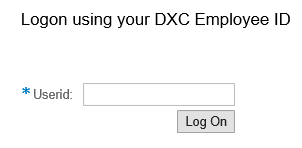 Logon using your DXC Employee ID
* Userid:
Log On